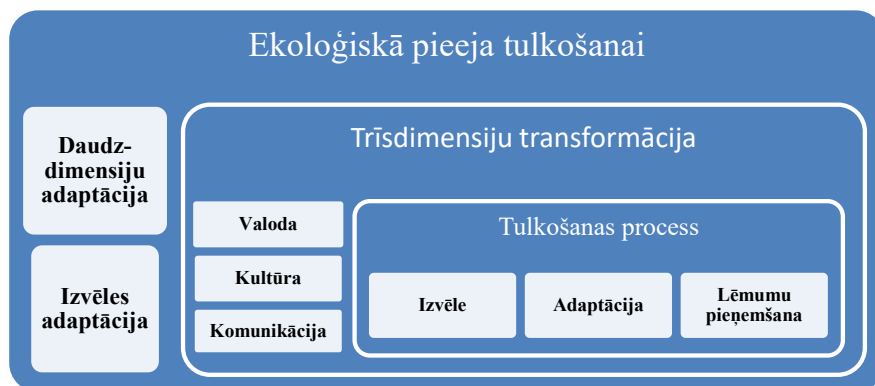 Ekoloģiskā pieeja tulkošanai
Daudz-
dimensiju
adaptācija
Izvēles
adaptācija
Trīsdimensiju transformācija
Valoda
Kultūra
Komunikācija
Tulkošanas process
Izvēle
Adaptācija
Lēmumu
pieņemšana